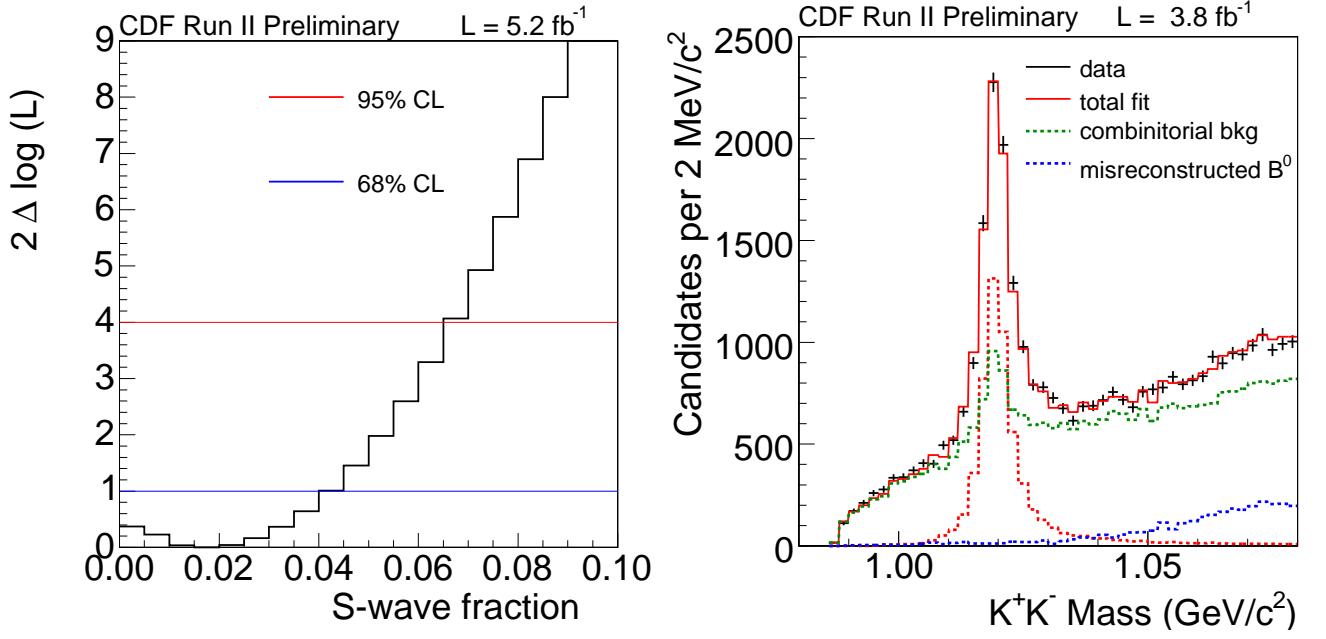 CDF Run II Preliminary L = 5.2 fb⁻¹
2 Δ log (L)
9
8
7
6
5
4
3
2
1
0
95% CL
68% CL
0.00 0.02 0.04 0.06 0.08 0.10
S-wave fraction
CDF Run II Preliminary L = 3.8 fb⁻¹
Candidates per 2 MeV/c²
2500
2000
1500
1000
500
0
data
total fit
combinitorial bkg
misreconstructed B⁰
1.00 1.05
K⁺K⁻ Mass (GeV/c²)